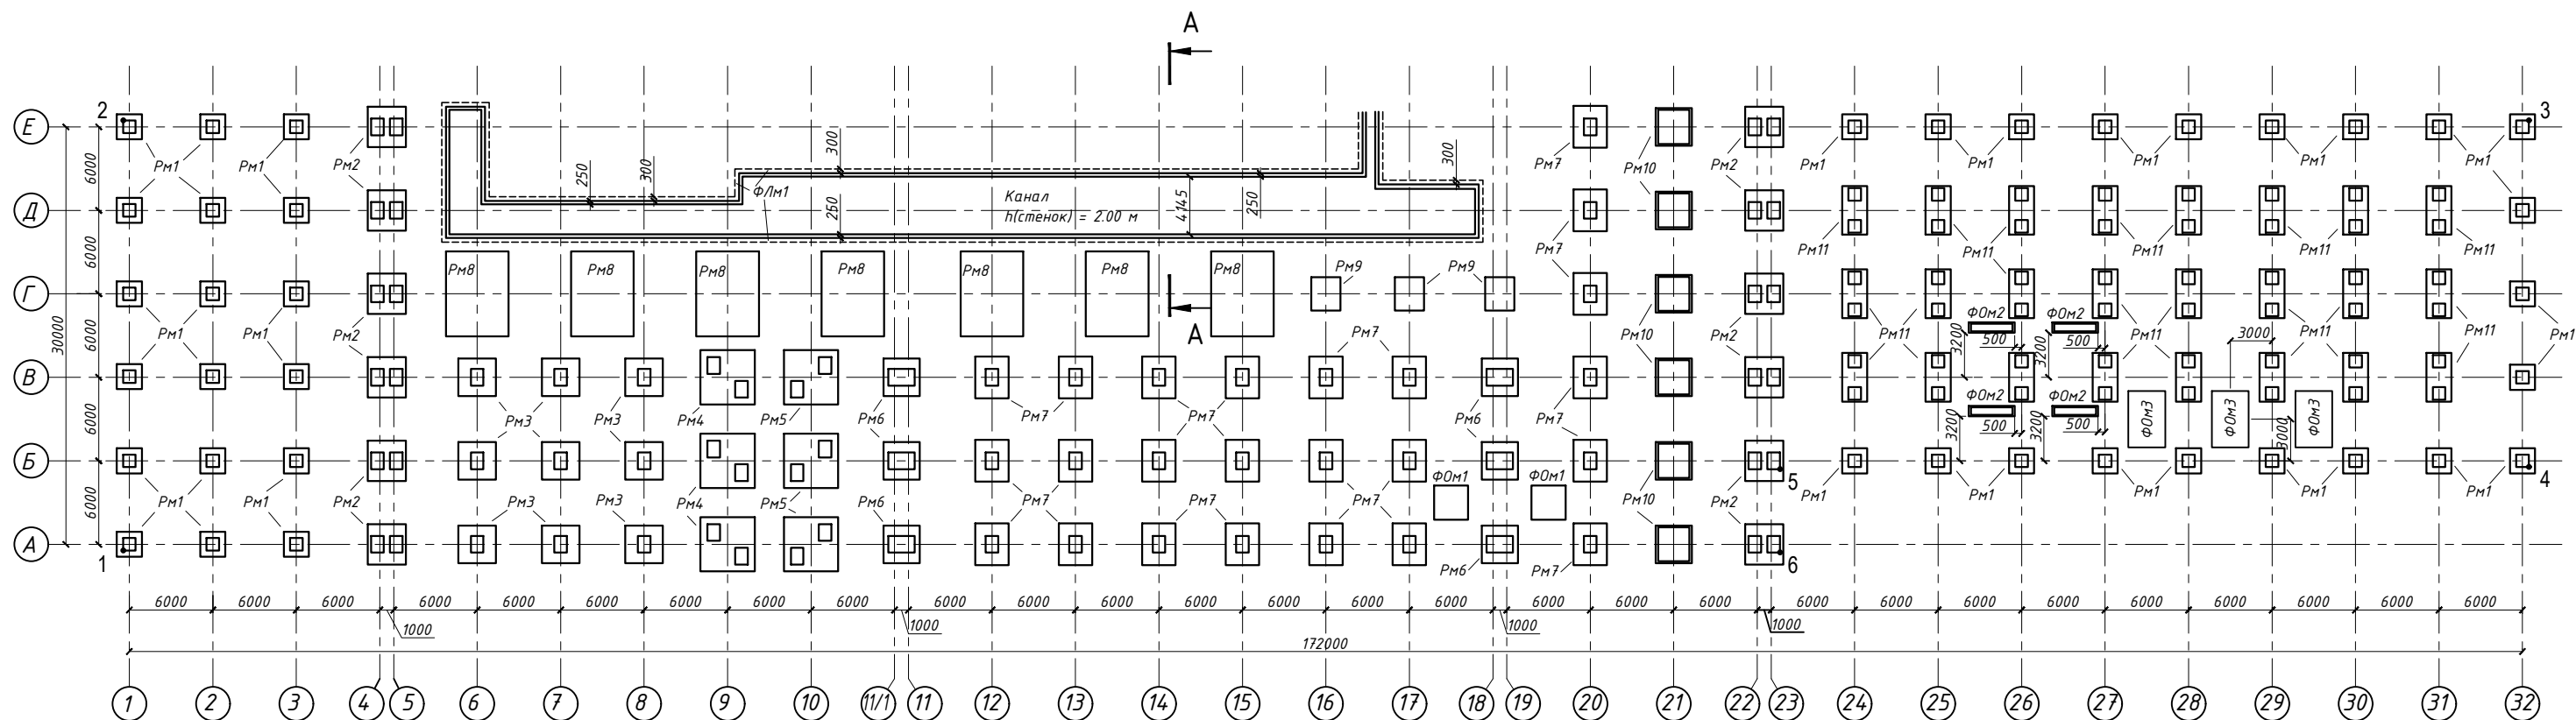 А
Е
2
3
6000
Рм1
Рм1
Рм2
250
300
300
ФЛм1
250
Канал
h(стенок) = 2.00 м
4145
250
300
Рм7
Рм10
Рм2
Рм1
Рм1
Рм1
Рм1
Рм1
Д
6000
Рм7
Рм11
Рм11
Рм11
Рм11
Рм11
Рм8
Рм8
Рм8
Рм8
Рм8
Рм8
Рм8
Рм9
Рм9
Г
30000
6000
Рм1
Рм1
Рм2
А
Рм7
Рм10
Рм2
Рм11
ФОм2
ФОм2
3200
500
3200
500
Рм11
3000
Рм11
Рм11
Рм1
В
6000
Рм3
Рм3
Рм4
Рм5
Рм6
Рм7
Рм7
Рм6
Рм7
ФОм2
ФОм2
3200
500
3200
500
ФОм3
ФОм3
3000
ФОм3
Б
6000
Рм1
Рм1
Рм2
Рм3
Рм3
Рм4
Рм5
Рм6
Рм7
Рм7
Рм7
ФОм1
ФОм1
Рм10
Рм2
5
Рм1
Рм1
Рм1
Рм1
Рм1
4
А
1
Рм6
Рм7
6
6000 6000 6000 6000 6000 6000 6000 6000 6000 6000 6000 6000 6000 6000 6000 6000 6000 6000 6000 6000 6000 6000 6000 6000 6000 6000 6000 6000
1000 1000 1000 1000
172000
1 2 3 4 5 6 7 8 9 10 11/1 11 12 13 14 15 16 17 18 19 20 21 22 23 24 25 26 27 28 29 30 31 32